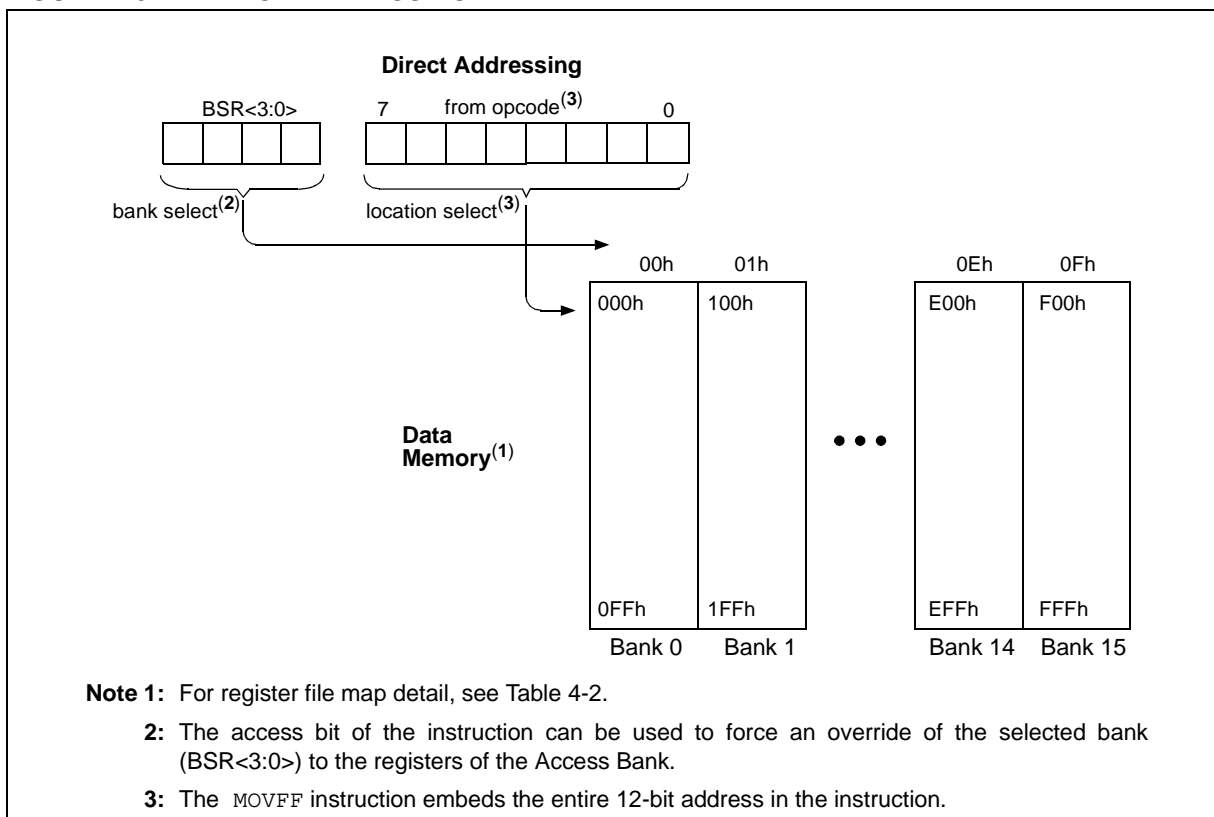 Direct Addressing
BSR<3:0> 7 from opcode(3) 0
bank select(2) location select(3)
00h 01h 0Eh 0Fh
000h 100h E00h F00h
Data
Memory(1)
0FFh 1FFh EFFh FFFh
Bank 0 Bank 1 Bank 14 Bank 15
Note 1: For register file map detail, see Table 4-2.
2: The access bit of the instruction can be used to force an override of the selected bank
(BSR<3:0>) to the registers of the Access Bank.
3: The MOVFF instruction embeds the entire 12-bit address in the instruction.